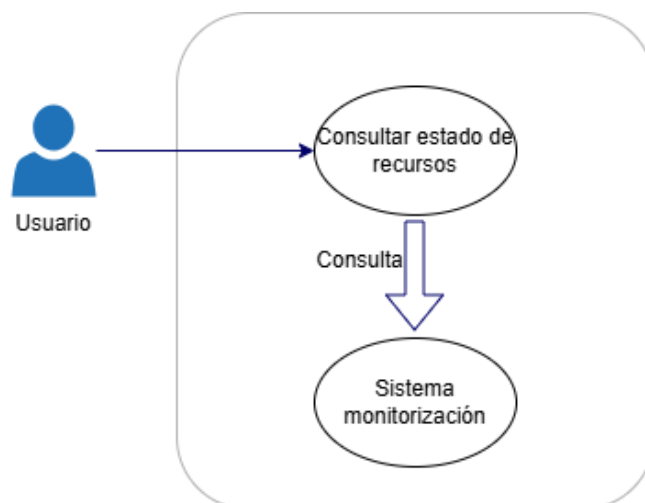 Consultar estado de
recursos
Usuario
Consulta
Sistema
monitorización